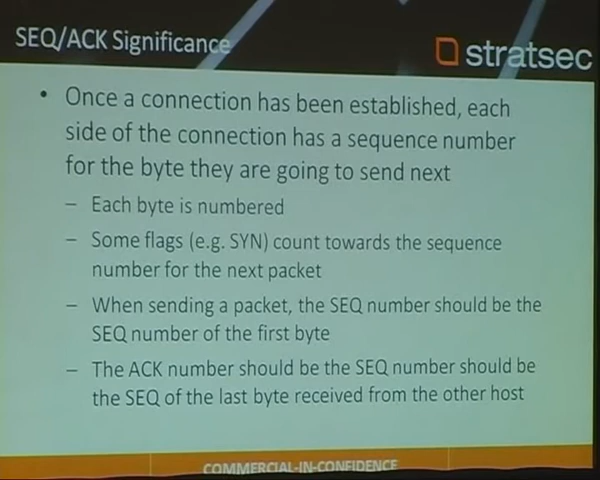 SEQ/ACK Significance
stratsec
• Once a connection has been established, each
side of the connection has a sequence number
for the byte they are going to send next
– Each byte is numbered
– Some flags (e.g. SYN) count towards the sequence
number for the next packet
– When sending a packet, the SEQ number should be the
SEQ number of the first byte
– The ACK number should be the SEQ number should be
the SEQ of the last byte received from the other host
COMMERCIAL-IN-CONFIDENCE